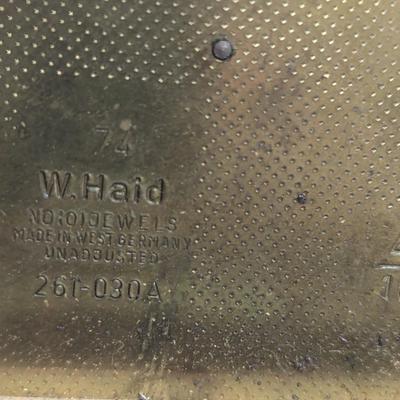 74
W. Haid
NO(0)JEWELS
MADE IN WEST GERMANY
UNADJUSTED
261-030A